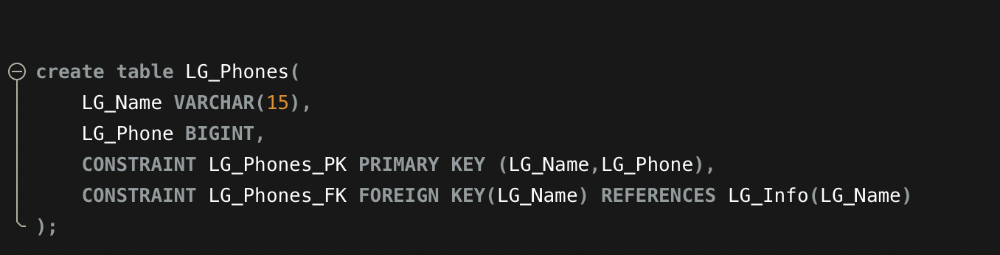 create table LG_Phones(
LG_Name VARCHAR(15),
LG_Phone BIGINT,
CONSTRAINT LG_Phones_PK PRIMARY KEY (LG_Name,LG_Phone),
CONSTRAINT LG_Phones_FK FOREIGN KEY(LG_Name) REFERENCES LG_Info(LG_Name)
);